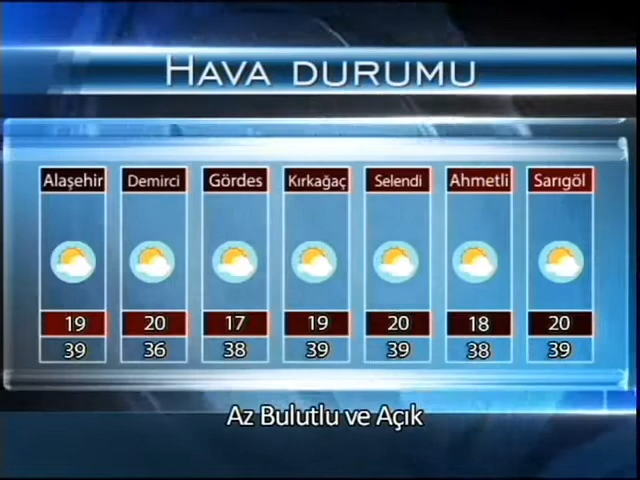 HAVA DURUMU
Alaşehir Demirci Gördes Kırkağaç Selendi Ahmetli Sarıgöl
19 20 17 19 20 18 20
39 36 38 39 39 38 39
Az Bulutlu ve Açık